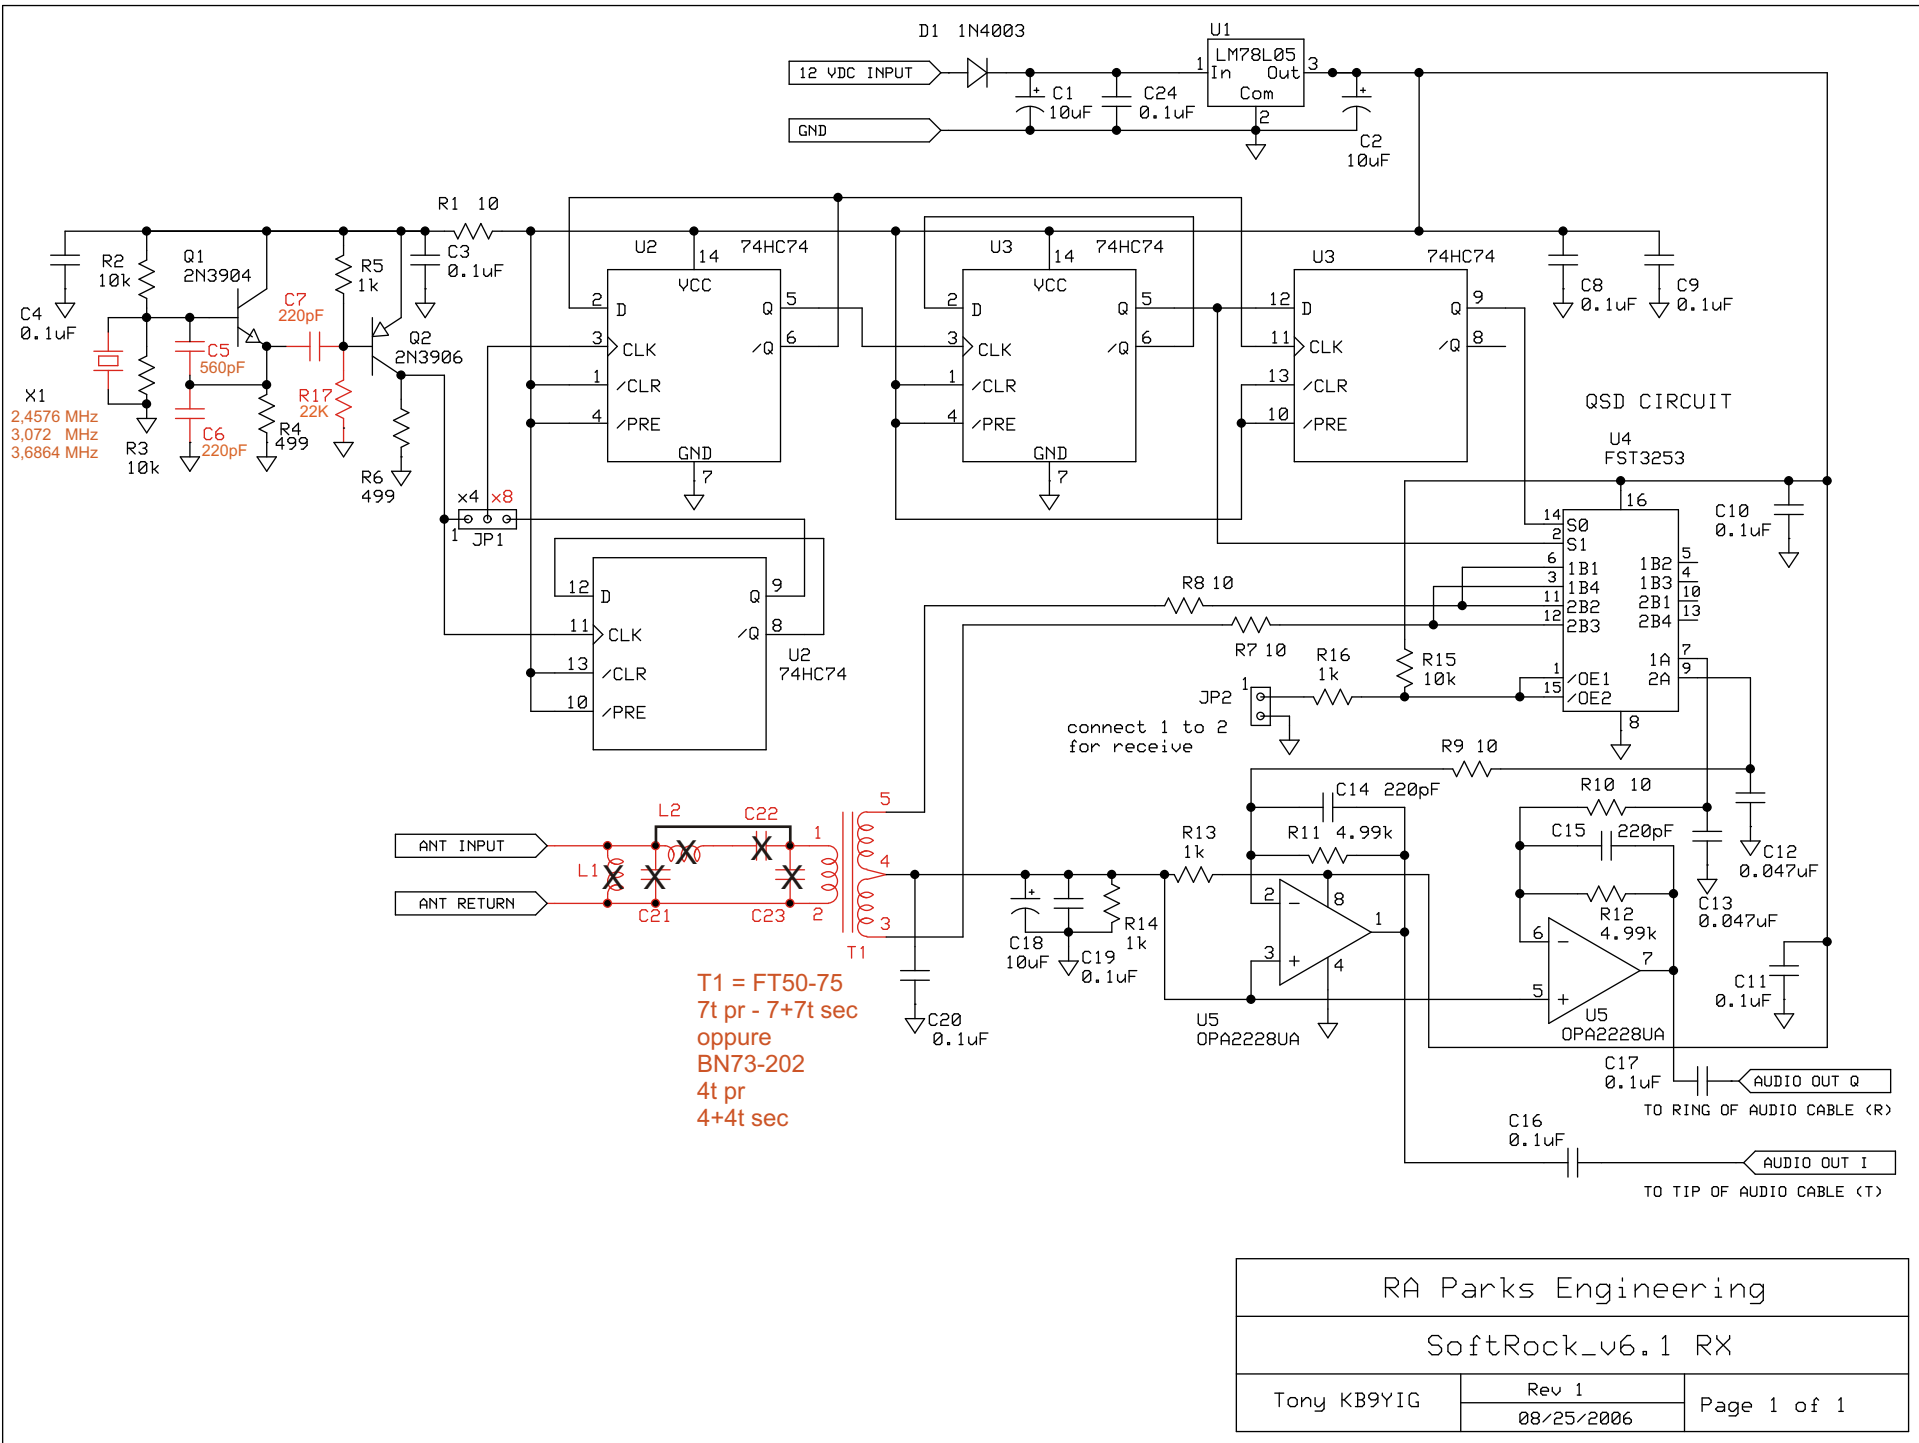 D1 1N4003
U1
LM78L05
12 VDC INPUT
1
In
Out
3
Com
2
GND
C1
10uF
C24
0.1uF
C2
10uF
R1 10
C4
0.1uF
R2
10k
Q1
2N3904
R5
1k
C3
0.1uF
C7
220pF
Q2
2N3906
C5
560pF
X1
2,4576 MHz
3,072 MHz
3,6864 MHz
R3
10k
C6
220pF
R4
499
R17
22K
R6
499
U2
74HC74
14
VCC
2
D
Q
5
3
CLK
/Q
6
1
/CLR
4
/PRE
GND
7
U3
74HC74
14
VCC
2
D
Q
5
3
CLK
/Q
6
1
/CLR
4
/PRE
GND
7
U3
74HC74
12
D
Q
9
11
CLK
/Q
8
13
/CLR
10
/PRE
C8
0.1uF
C9
0.1uF
x4 x8
1
JP1
12
D
Q
9
11
CLK
/Q
8
13
/CLR
10
/PRE
U2
74HC74
QSD CIRCUIT
U4
FST3253
16
14
S0
2
S1
6
1B1
3
1B4
11
2B2
12
2B3
1
/OE1
15
/OE2
1B2
5
1B3
4
2B1
10
2B4
13
1A
7
2A
9
8
C10
0.1uF
R8 10
R7 10
R16
1k
R15
10k
JP2
1
connect 1 to 2
for receive
R9 10
C14 220pF
R11 4.99k
R10 10
C15 220pF
R12
4.99k
C12
0.047uF
C13
0.047uF
ANT INPUT
ANT RETURN
L1
L2
C22
C21
C23
1
2
5
4
3
T1
T1 = FT50-75
7t pr - 7+7t sec
oppure
BN73-202
4t pr
4+4t sec
C20
0.1uF
C18
10uF
C19
0.1uF
R14
1k
R13
1k
2
-
3
+
8
1
4
U5
OPA2228UA
6
-
5
+
7
U5
OPA2228UA
C11
0.1uF
C17
0.1uF
AUDIO OUT Q
TO RING OF AUDIO CABLE (R)
C16
0.1uF
AUDIO OUT I
TO TIP OF AUDIO CABLE (T)
RA Parks Engineering
SoftRock_v6.1 RX
Tony KB9YIG
Rev 1
08/25/2006
Page 1 of 1